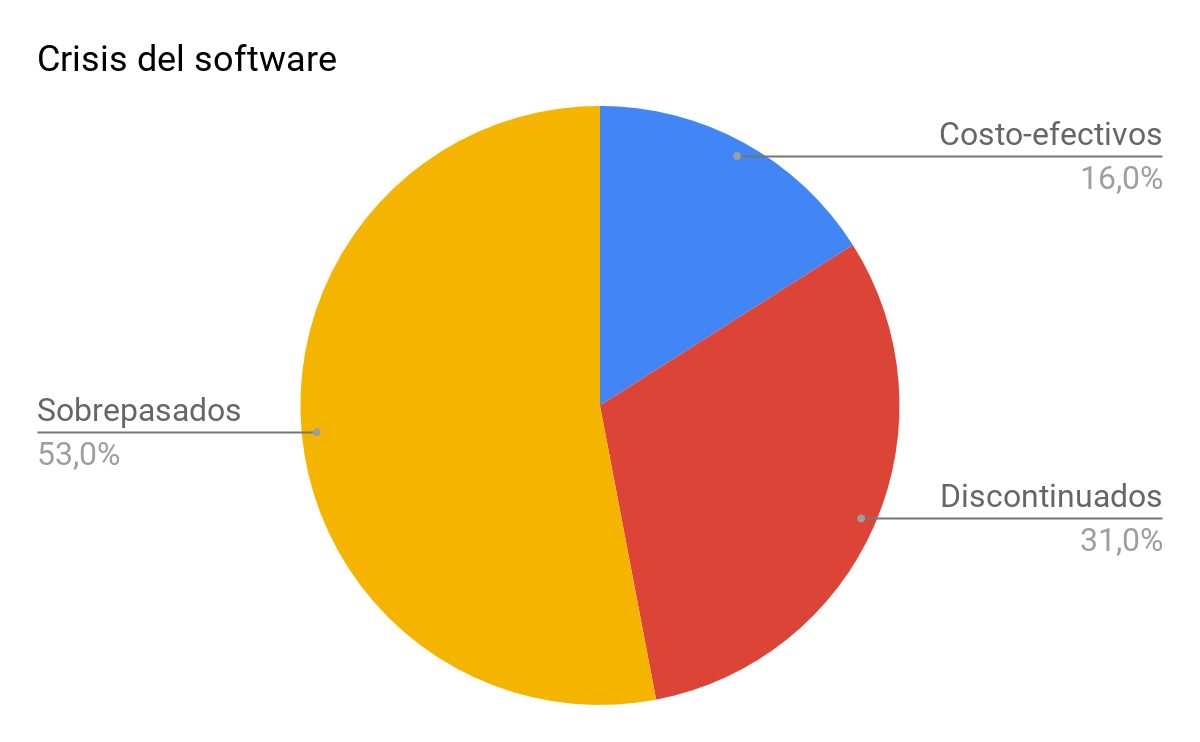 Crisis del software
Costo-efectivos
16,0%
Sobrepasados
53,0%
Discontinuados
31,0%